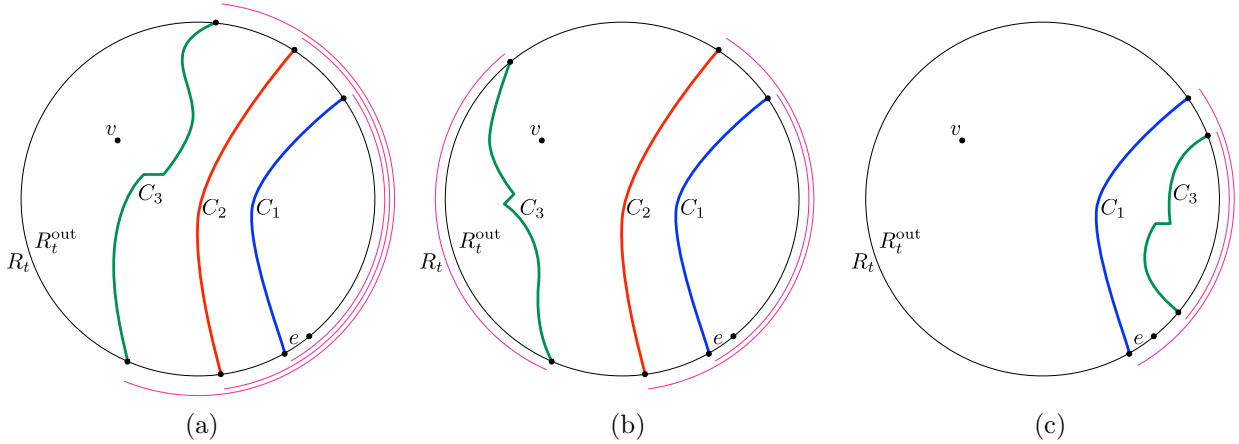 v
C₃
C₂
C₁
R_t^out
R_t
e
(a)
v
C₃
C₂
C₁
R_t^out
R_t
e
(b)
v
C₁
C₃
R_t^out
R_t
e
(c)